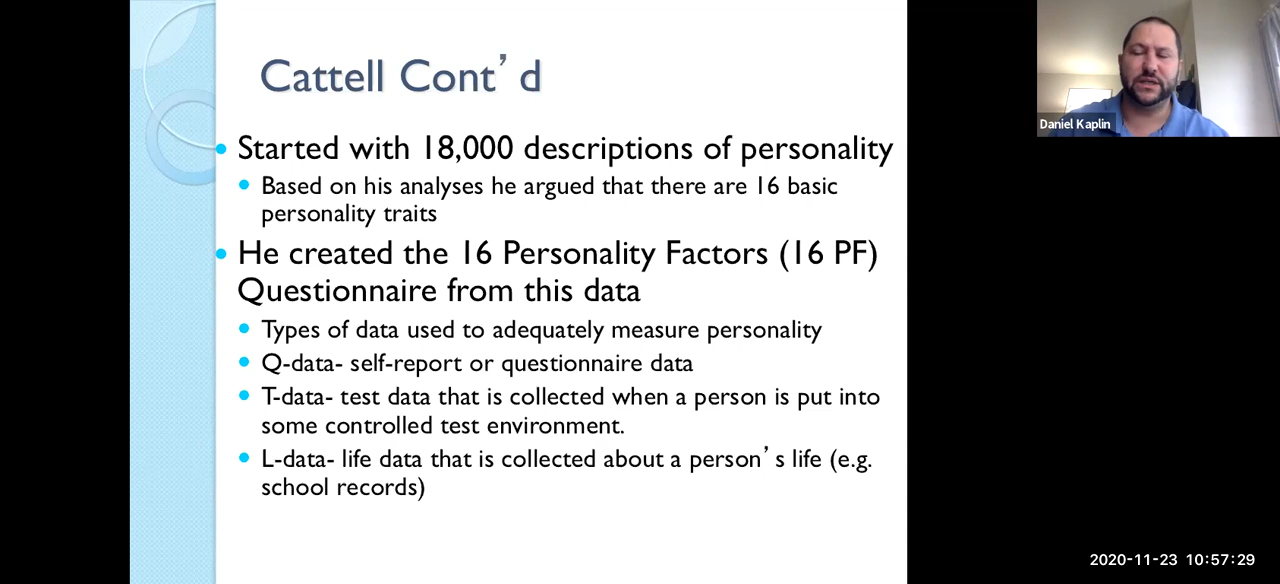 Cattell Cont’d
Started with 18,000 descriptions of personality
Based on his analyses he argued that there are 16 basic
personality traits
He created the 16 Personality Factors (16 PF)
Questionnaire from this data
Types of data used to adequately measure personality
Q-data- self-report or questionnaire data
T-data- test data that is collected when a person is put into
some controlled test environment.
L-data- life data that is collected about a person’s life (e.g.
school records)
Daniel Kaplin
2020-11-23 10:57:29